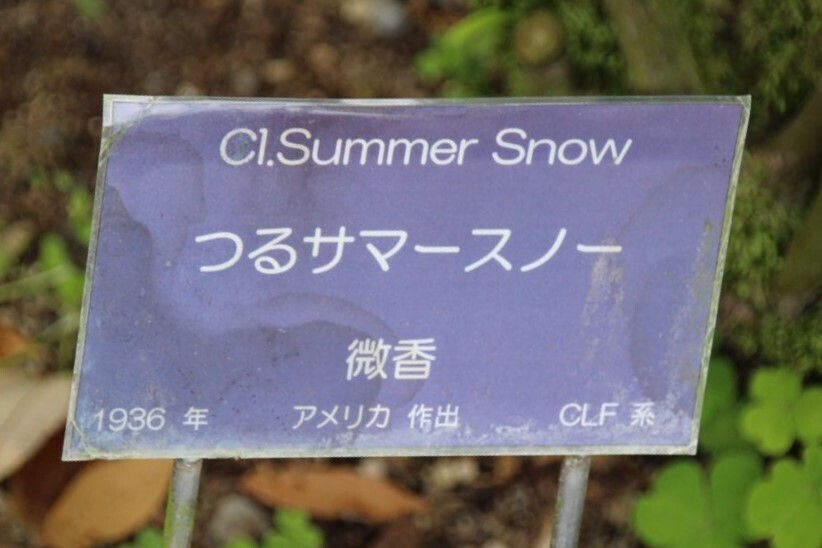 Cl.Summer Snow
つるサマースノー
微香
1936 年 アメリカ 作出 CLF 系